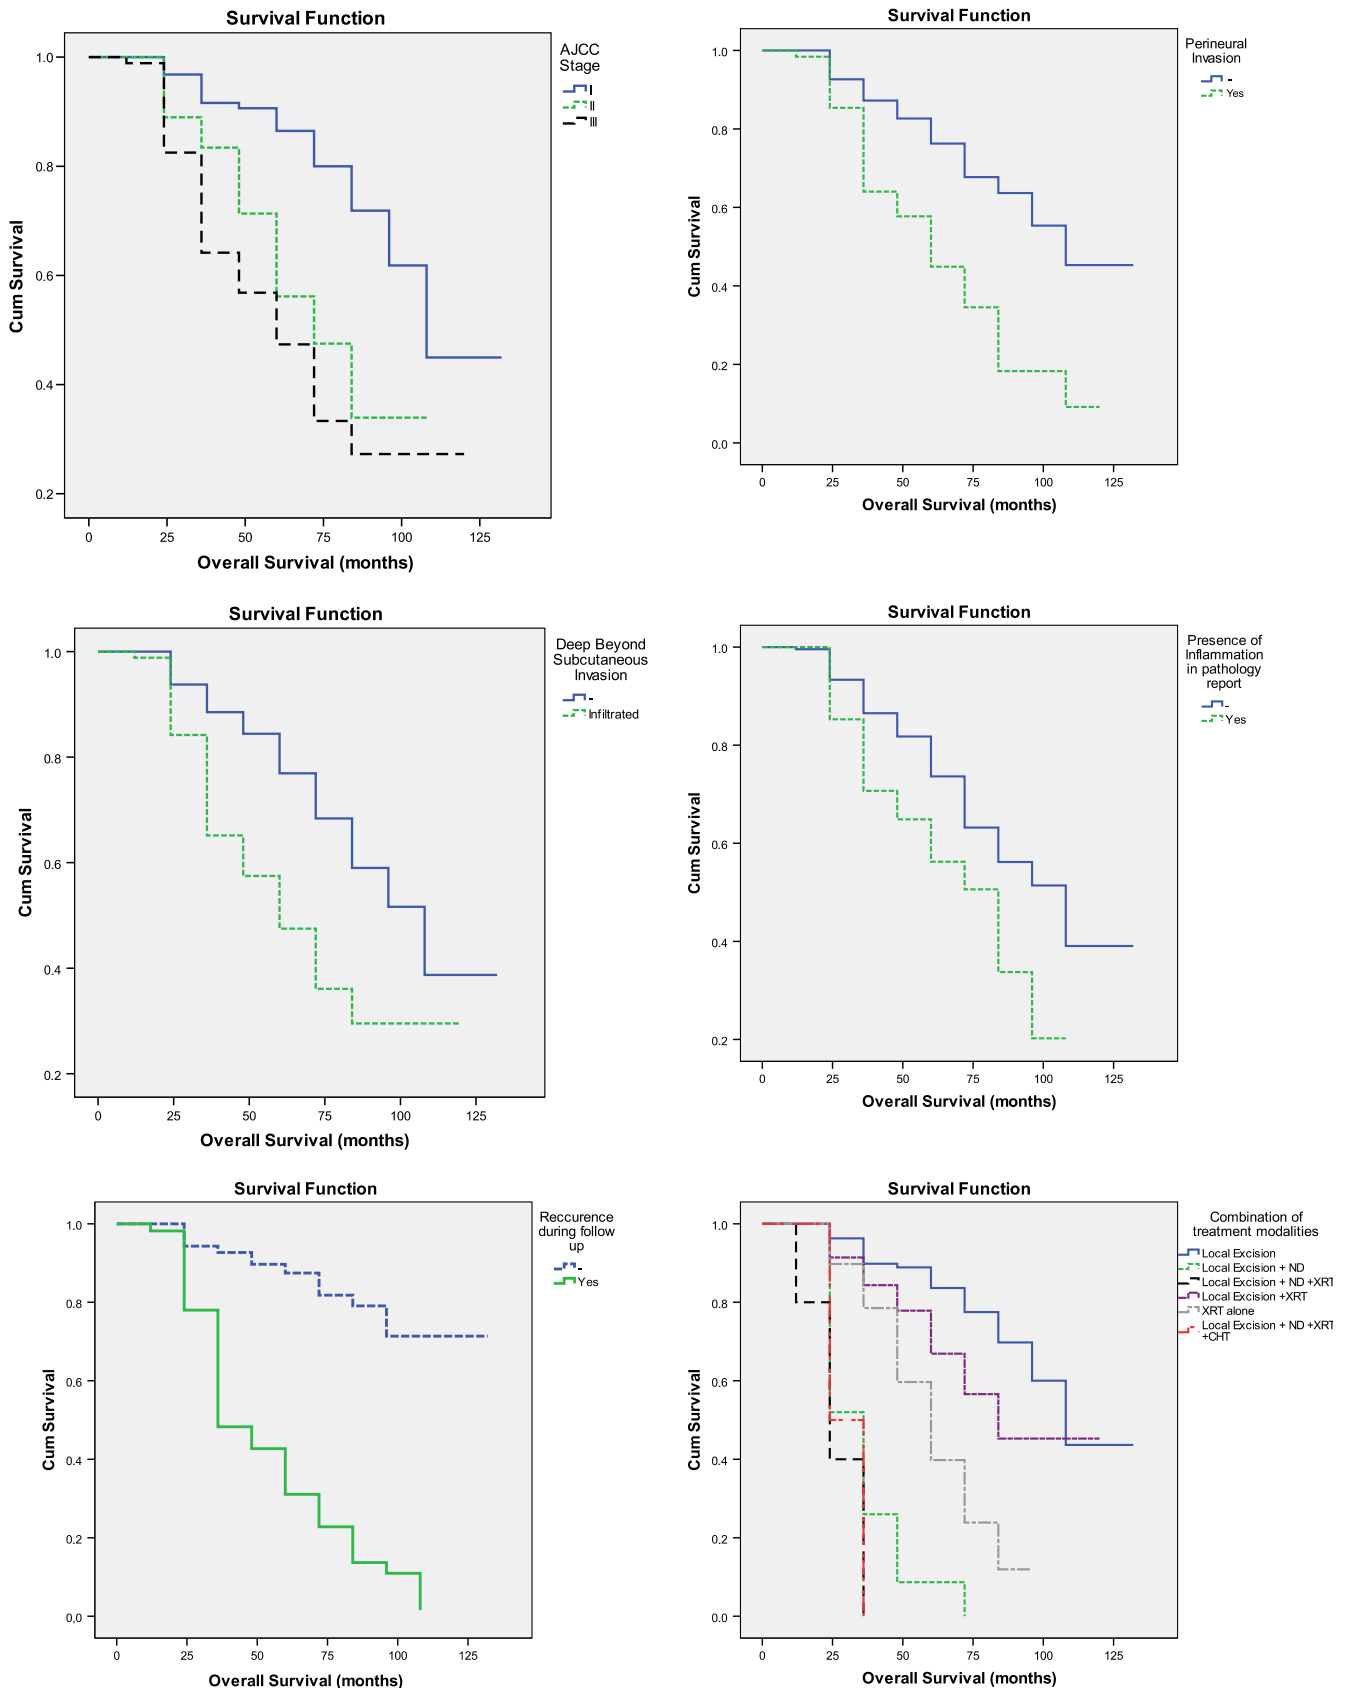 Survival Function
1.0
0.8
0.6
0.4
0.2
0
25
50
75
100
125
Cum Survival
Overall Survival (months)
AJCC
Stage
I
II
III
Survival Function
1.0
0.8
0.6
0.4
0.2
0.0
0
25
50
75
100
125
Cum Survival
Overall Survival (months)
Perineural
Invasion
-
Yes
Survival Function
1.0
0.8
0.6
0.4
0.2
0
25
50
75
100
125
Cum Survival
Overall Survival (months)
Deep Beyond
Subcutaneous
Invasion
-
Infiltrated
Survival Function
1.0
0.8
0.6
0.4
0.2
0
25
50
75
100
125
Cum Survival
Overall Survival (months)
Presence of
Inflammation
in pathology
report
-
Yes
Survival Function
1.0
0.8
0.6
0.4
0.2
0,0
0
25
50
75
100
125
Cum Survival
Overall Survival (months)
Reccurence
during follow
up
-
Yes
Survival Function
1.0
0.8
0.6
0.4
0.2
0.0
0
25
50
75
100
125
Cum Survival
Overall Survival (months)
Combination of
treatment modalities
Local Excision
Local Excision + ND
Local Excision + ND +XRT
Local Excision +XRT
XRT alone
Local Excision + ND +XRT
+CHT